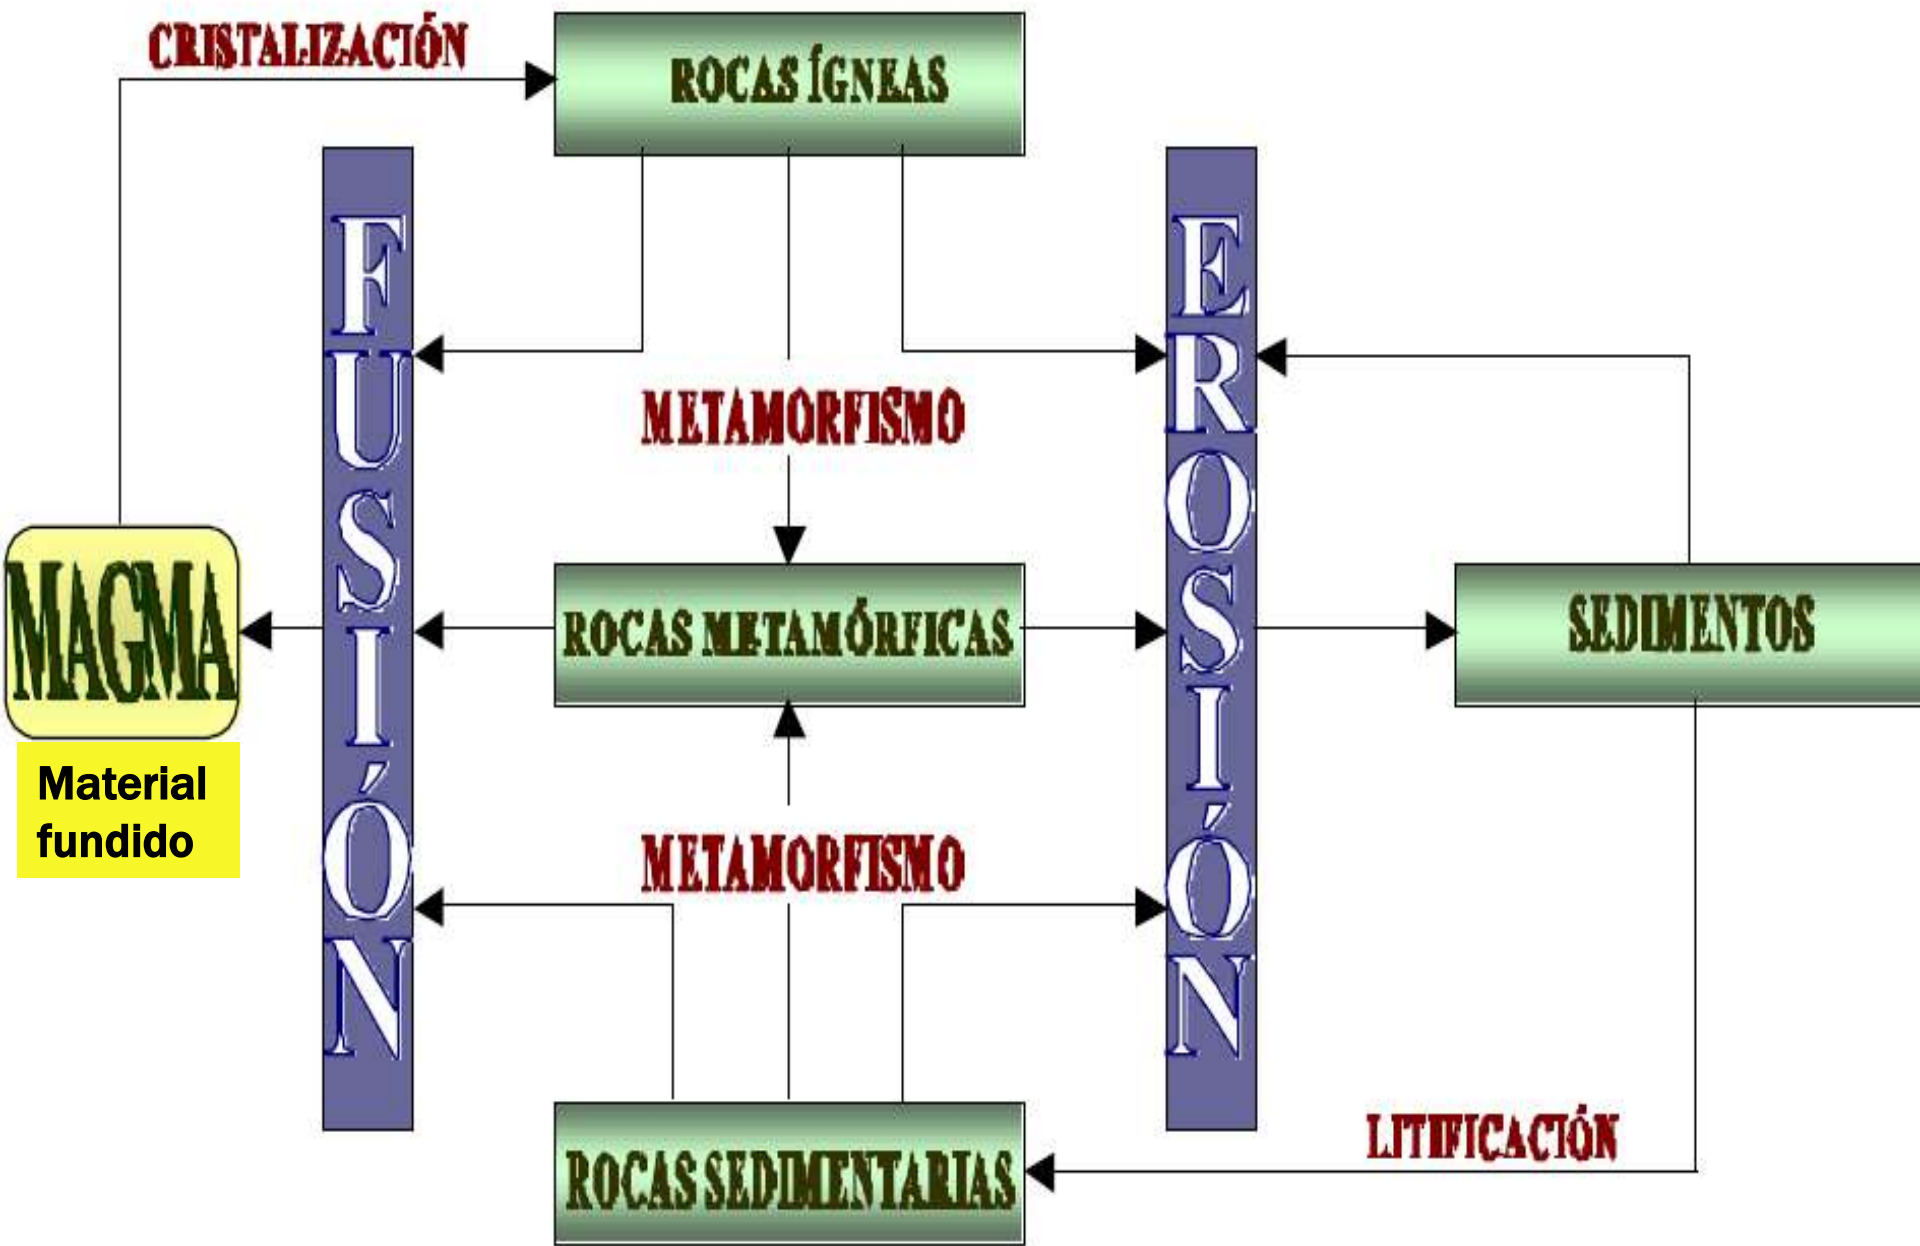 CRISTALIZACIÓN
ROCAS ÍGNEAS
FUSIÓN
EROSIÓN
METAMORFISMO
MAGMA
ROCAS METAMÓRFICAS
SEDIMENTOS
Material
fundido
METAMORFISMO
LITIFICACIÓN
ROCAS SEDIMENTARIAS